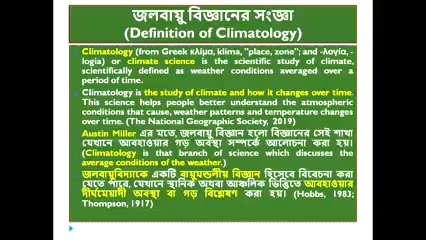 জলবায়ু বিজ্ঞানের সংজ্ঞা
(Definition of Climatology)
Climatology (from Greek κλίμα, klima, "place, zone"; and -λογία, -
logia) or climate science is the scientific study of climate,
scientifically defined as weather conditions averaged over a
period of time.
Climatology is the study of climate and how it changes over time.
This science helps people better understand the atmospheric
conditions that cause, weather patterns and temperature changes
over time. (The National Geographic Society, 2019)
Austin Miller এর মতে, জলবায়ু বিজ্ঞান হলো বিজ্ঞানের সেই শাখা
যেখানে আবহাওয়ার গড় অবস্থা সম্পর্কে আলোচনা করা হয়।
(Climatology is that branch of science which discusses the
average conditions of the weather.)
জলবায়ুবিদ্যাকে একটি বায়ুমন্ডলীয় বিজ্ঞান হিসেবে বিবেচনা করা
যেতে পারে, যেখানে স্থানিক অথবা আঞ্চলিক ভিত্তিতে আবহাওয়ার
দীর্ঘমেয়াদী অবস্থা বা গড় বিশ্লেষণ করা হয়। (Hobbs, 1983;
Thompson, 1917)